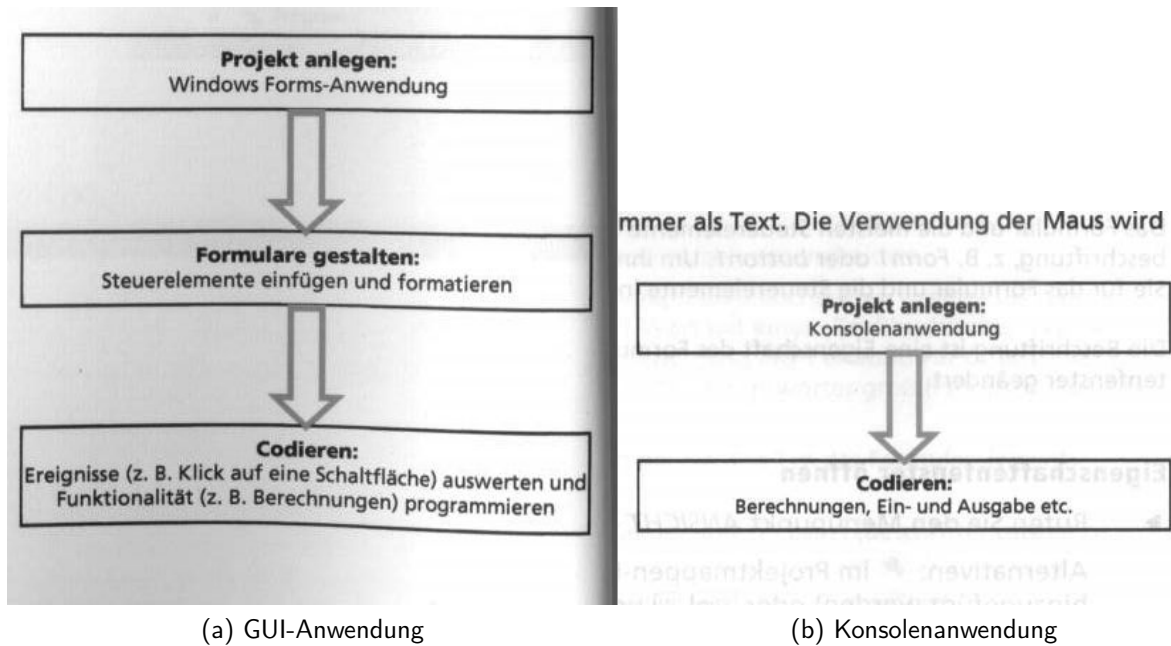 Projekt anlegen:
Windows Forms-Anwendung
Formulare gestalten:
Steuerelemente einfügen und formatieren
Codieren:
Ereignisse (z. B. Klick auf eine Schaltfläche) auswerten und
Funktionalität (z. B. Berechnungen) programmieren
(a) GUI-Anwendung
mmer als Text. Die Verwendung der Maus wird
Projekt anlegen:
Konsolenanwendung
Codieren:
Berechnungen, Ein- und Ausgabe etc.
(b) Konsolenanwendung